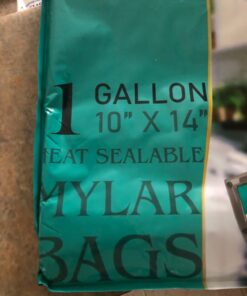 1 GALLON
10" X 14"
HEAT SEALABLE
MYLAR
BAGS